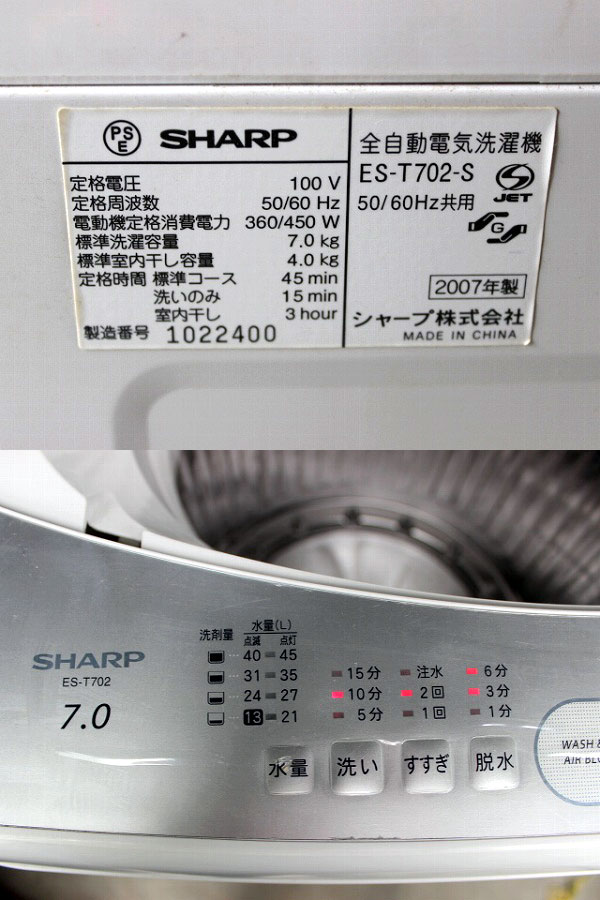 PSE SHARP
定格電圧 100 V
定格周波数 50/60 Hz
電動機定格消費電力 360/450 W
標準洗濯容量 7.0 kg
標準室内干し容量 4.0 kg
定格時間 標準コース 45 min
洗いのみ 15 min
室内干し 3 hour
製造番号 1022400
全自動電気洗濯機
ES-T702-S
JET
50/60Hz共用
G
2007年製
シャープ株式会社
MADE IN CHINA
SHARP
ES-T702
7.0
洗剤量 水量(L)
点滅 点灯
40 45
31 35
24 27
13 21
15分 注水 6分
10分 2回 3分
5分 1回 1分
水量 洗い すすぎ 脱水
WASH &
AIR